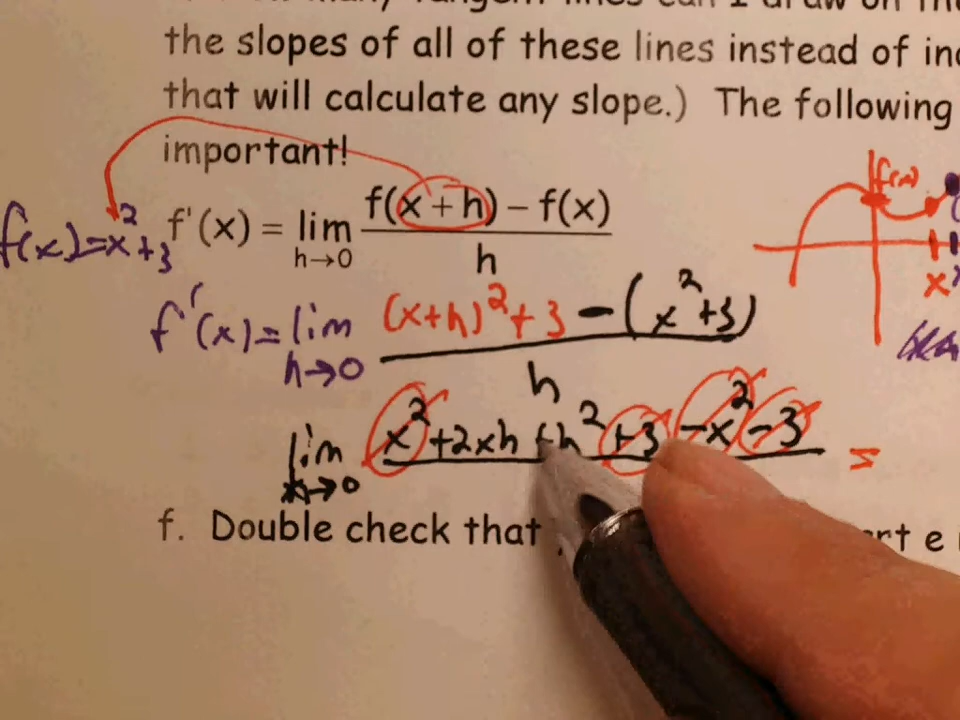 the slopes of all of these lines instead of
that will calculate any slope.) The following
important!
f'(x) = lim h→0 f(x + h) – f(x) / h
f(x)=x²+3
f'(x)= lim h→0 (x+h)²+3 -(x²+3) / h
lim →0 x²+2xh+h²+3 -x²-3 =
f(x)
x
f. Double check that